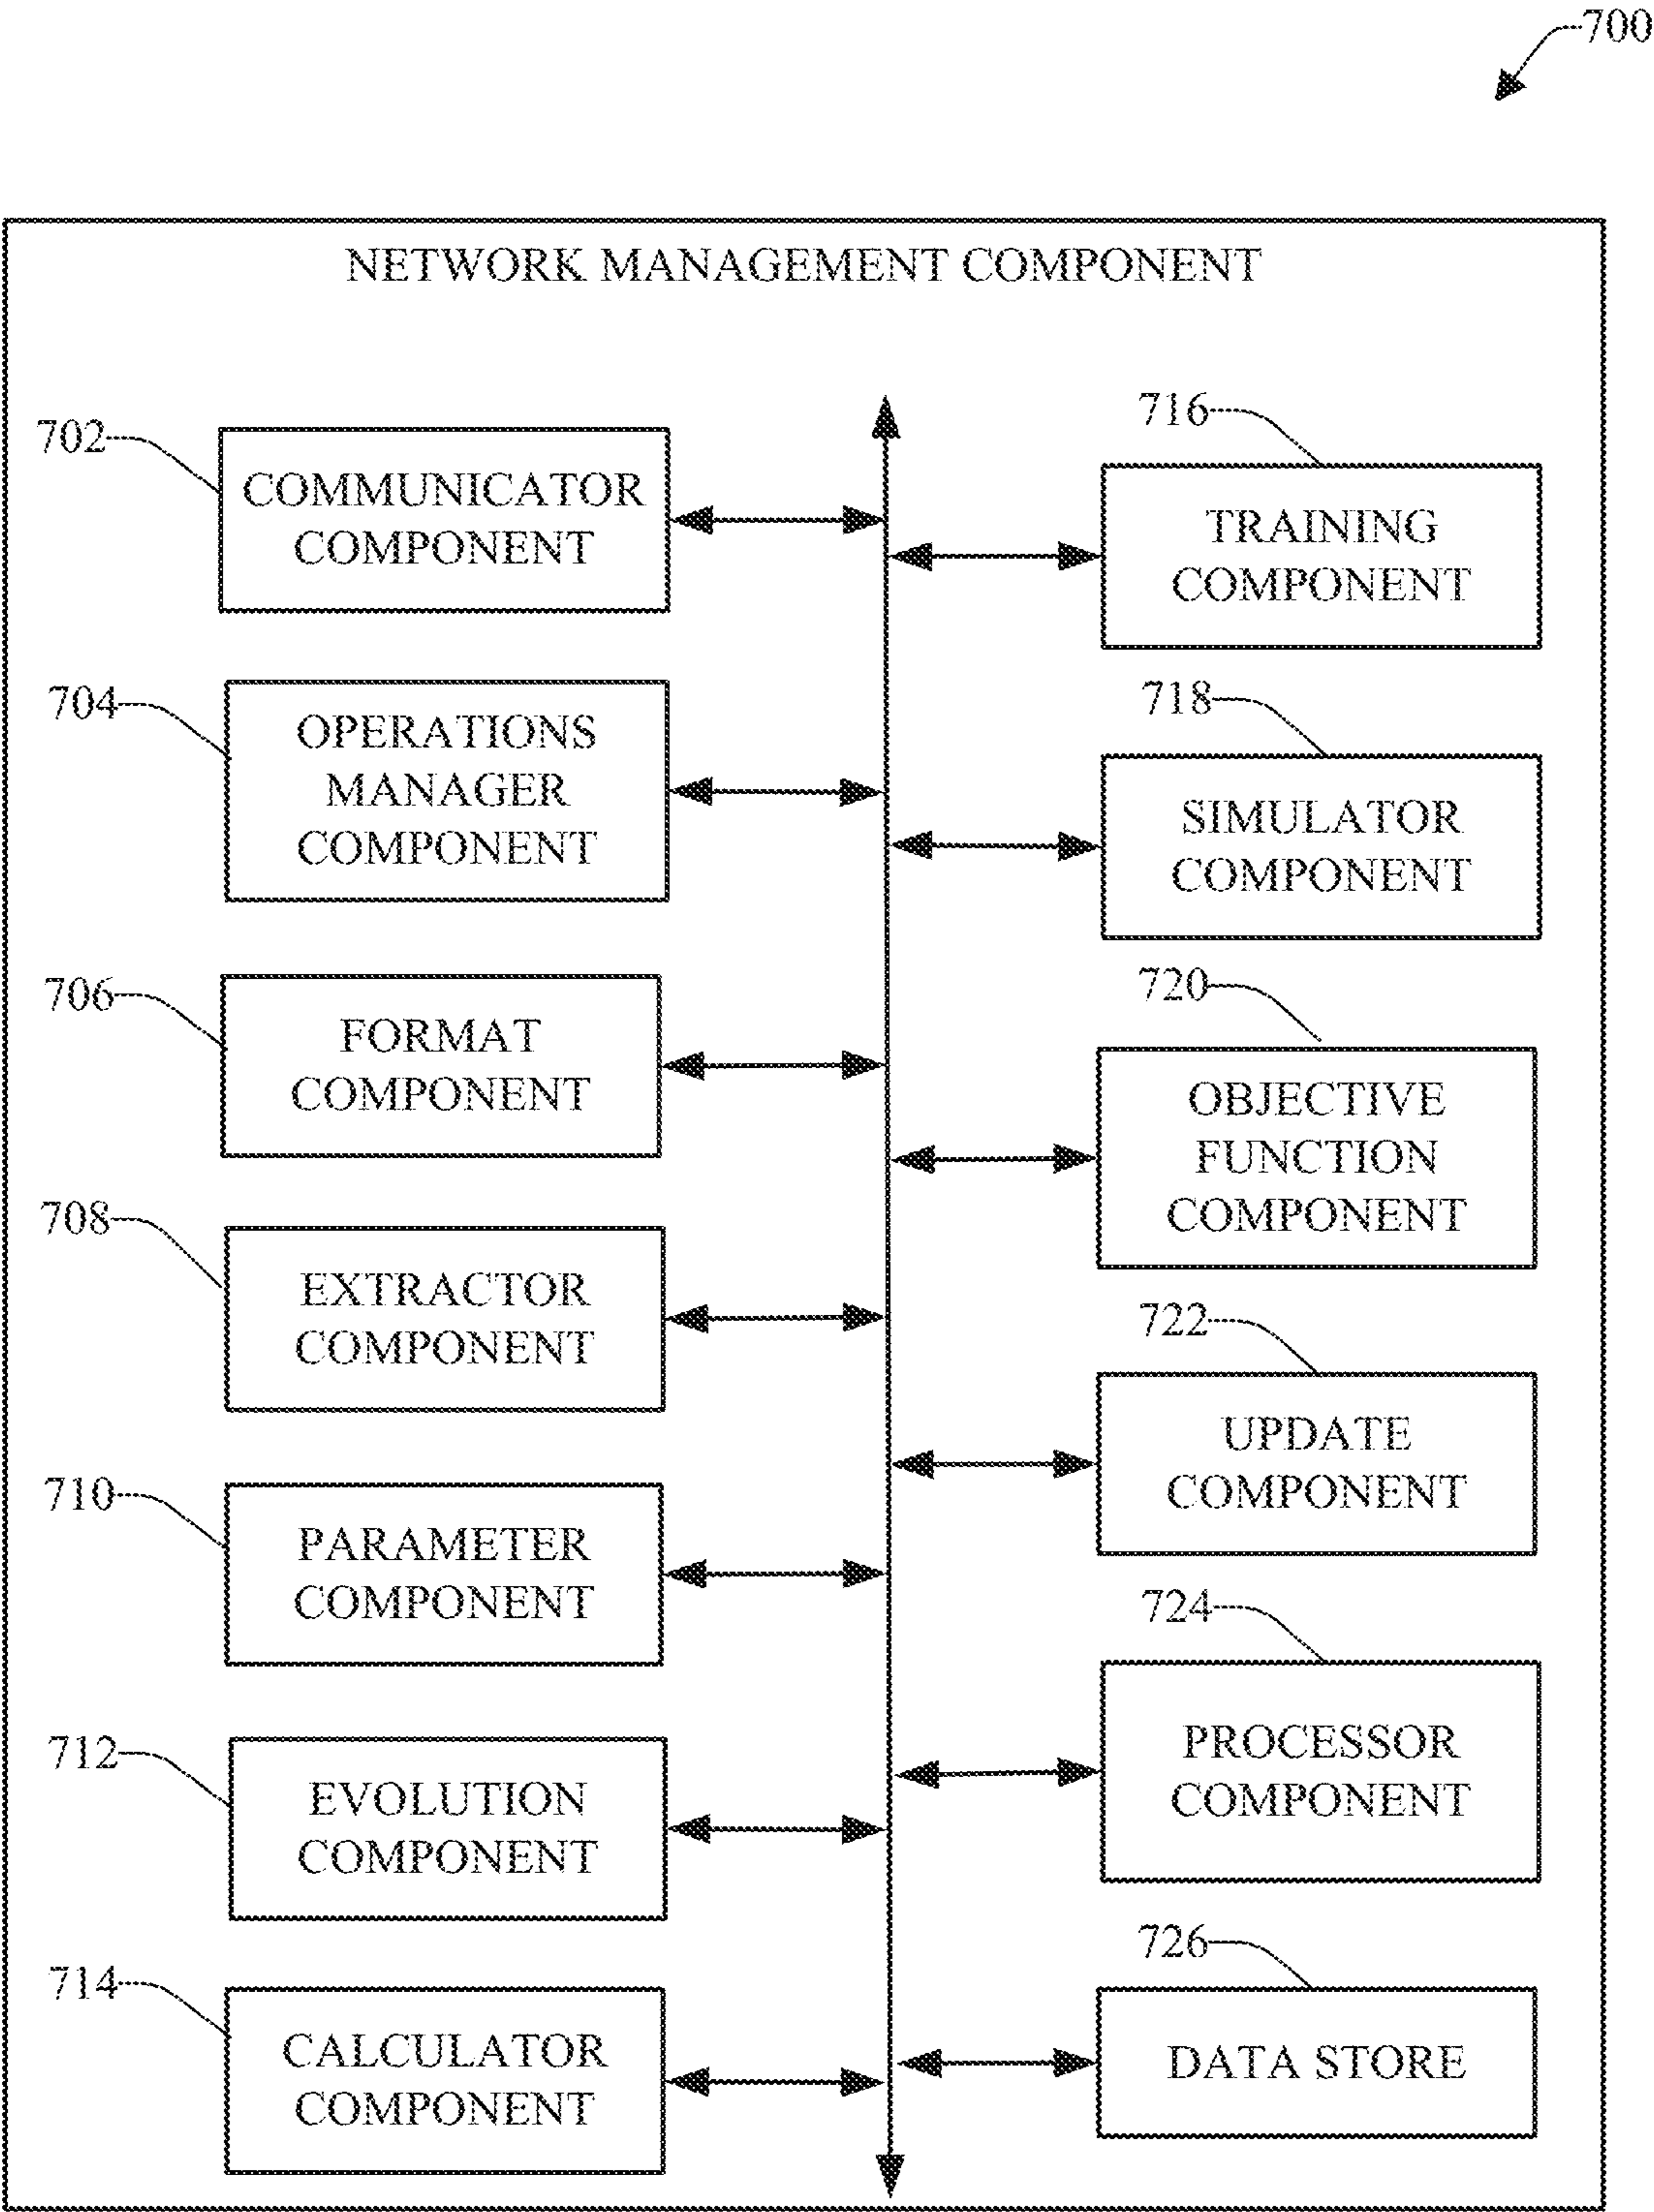 700
NETWORK MANAGEMENT COMPONENT
702
COMMUNICATOR
COMPONENT
704
OPERATIONS
MANAGER
COMPONENT
706
FORMAT
COMPONENT
708
EXTRACTOR
COMPONENT
710
PARAMETER
COMPONENT
712
EVOLUTION
COMPONENT
714
CALCULATOR
COMPONENT
716
TRAINING
COMPONENT
718
SIMULATOR
COMPONENT
720
OBJECTIVE
FUNCTION
COMPONENT
722
UPDATE
COMPONENT
724
PROCESSOR
COMPONENT
726
DATA STORE